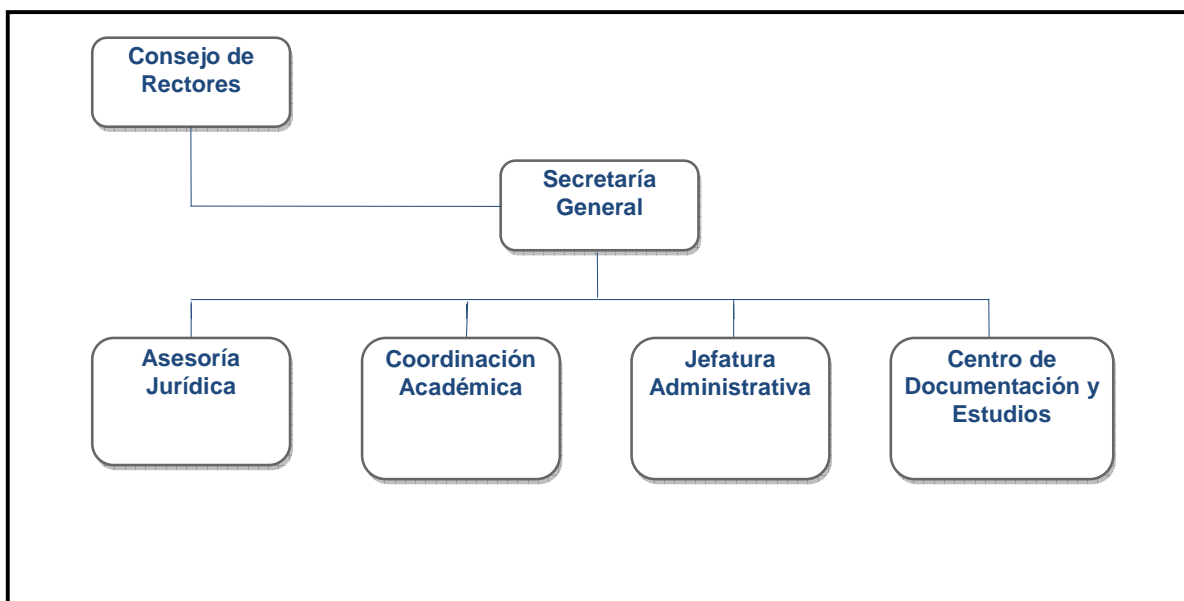 Consejo de
Rectores
Secretaría
General
Asesoría
Jurídica
Coordinación
Académica
Jefatura
Administrativa
Centro de
Documentación y
Estudios